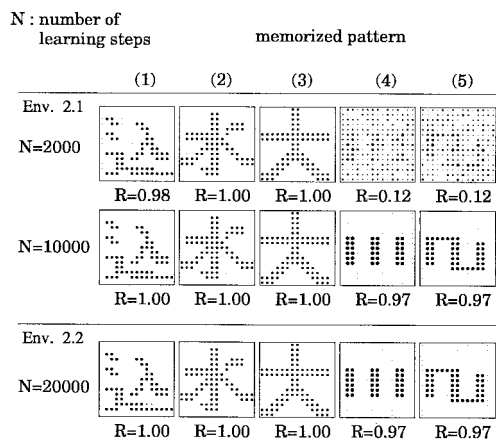 N : number of
learning steps
memorized pattern
(1) (2) (3) (4) (5)
Env. 2.1
N=2000
R=0.98 R=1.00 R=1.00 R=0.12 R=0.12
N=10000
R=1.00 R=1.00 R=1.00 R=0.97 R=0.97
Env. 2.2
N=20000
R=1.00 R=1.00 R=1.00 R=0.97 R=0.97